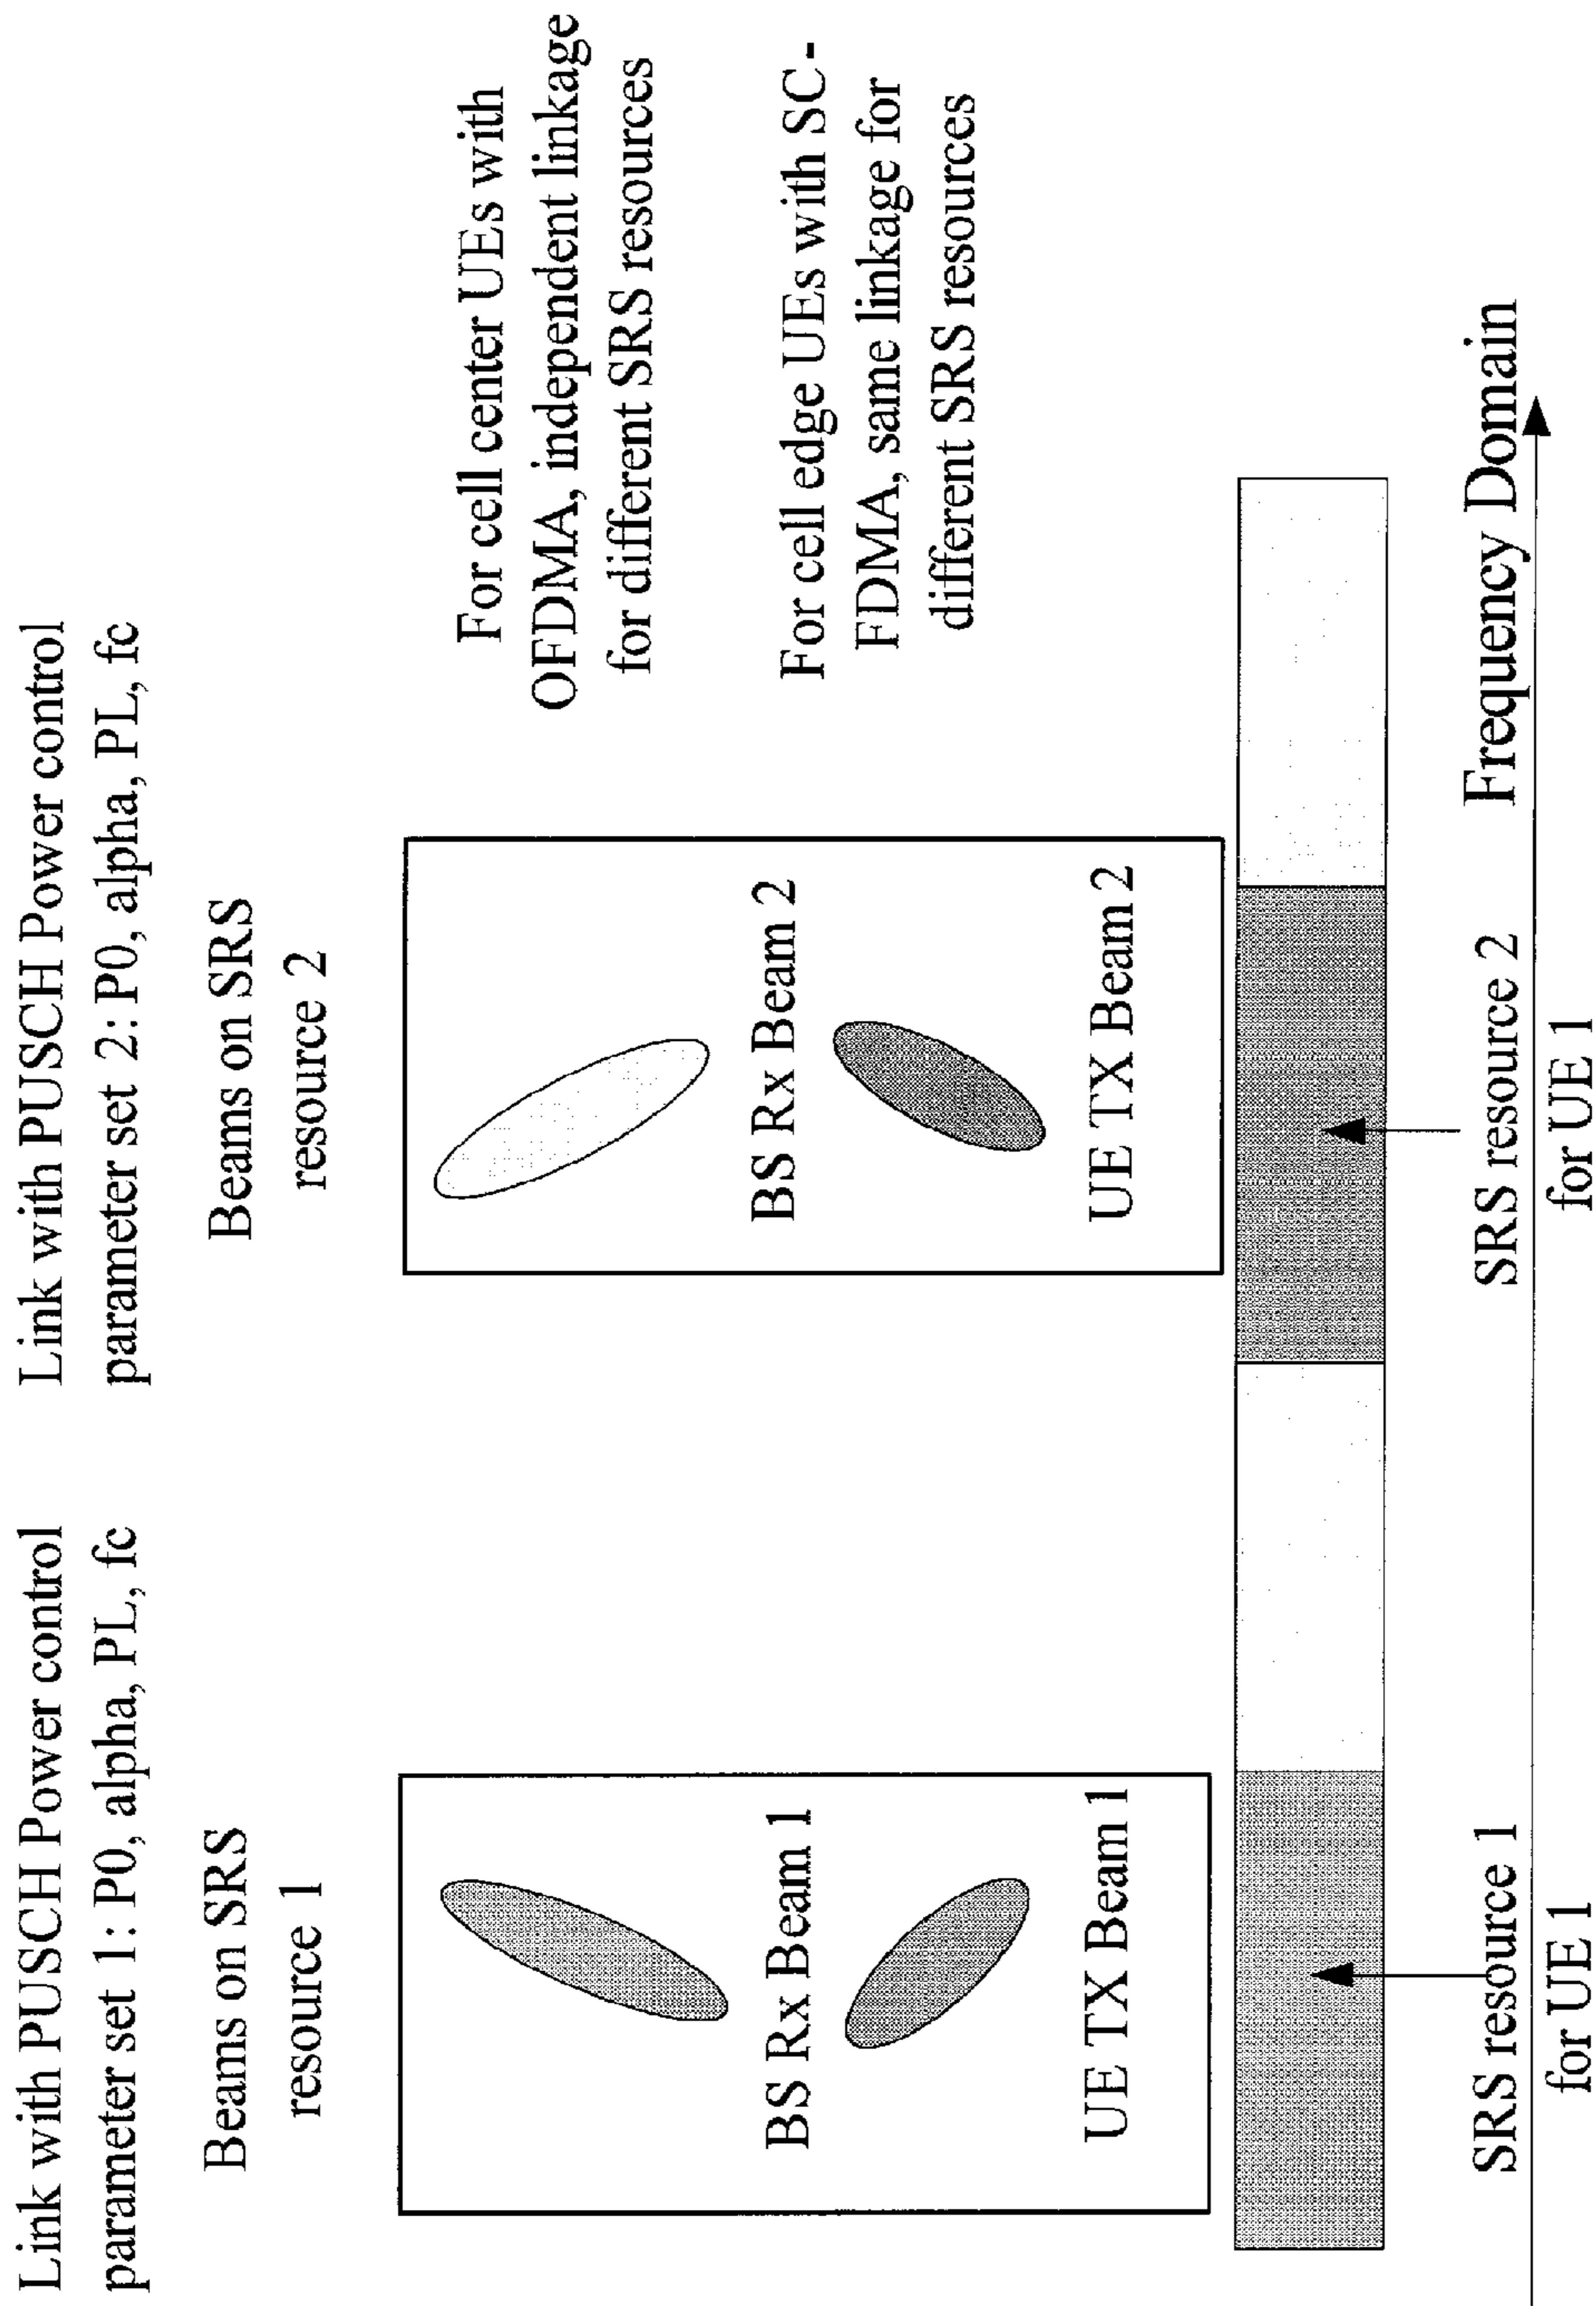 Link with PUSCH Power control
parameter set 1: P0, alpha, PL, fc
Link with PUSCH Power control
parameter set 2: P0, alpha, PL, fc
Beams on SRS
resource 1
Beams on SRS
resource 2
BS Rx Beam 1
UE TX Beam 1
BS Rx Beam 2
UE TX Beam 2
For cell center UEs with
OFDMA, independent linkage
for different SRS resources
For cell edge UEs with SC-
FDMA, same linkage for
different SRS resources
SRS resource 1
for UE 1
SRS resource 2
for UE 1
Frequency Domain